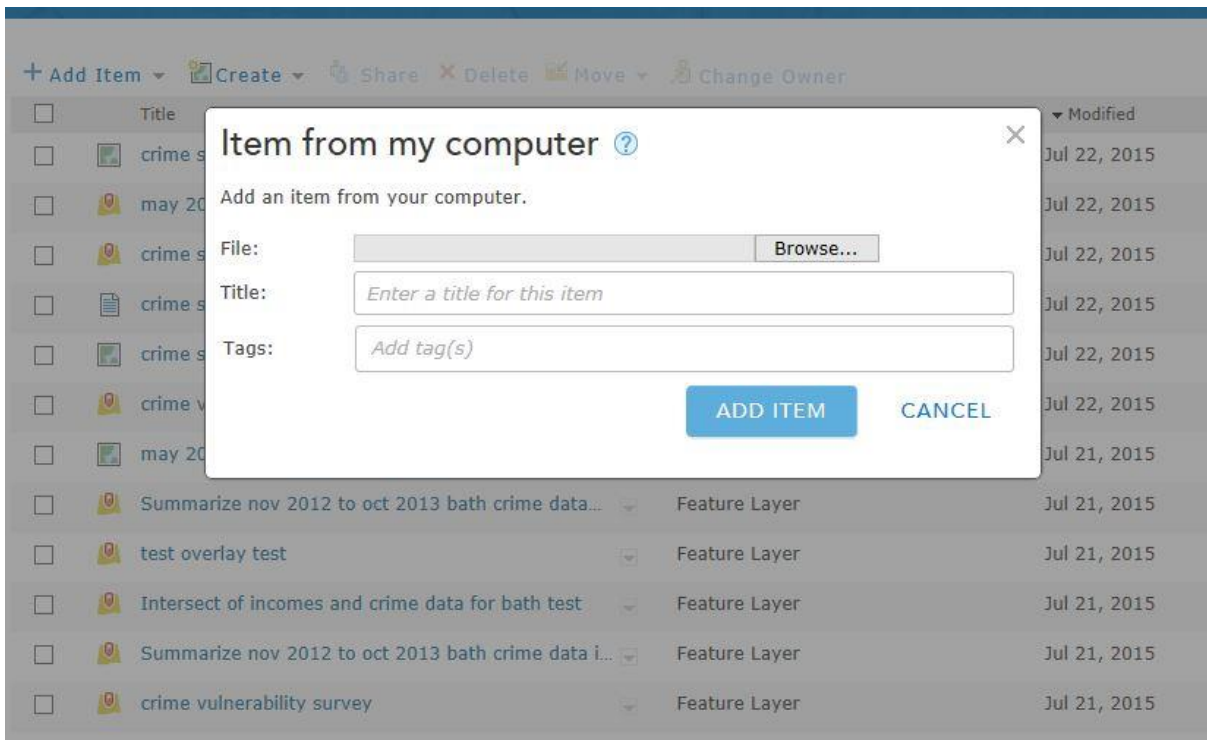 + Add Item Create Share Delete Move Change Owner
Title Modified
Item from my computer ?
Add an item from your computer.
File: Browse...
Title: Enter a title for this item
Tags: Add tag(s)
ADD ITEM CANCEL
crime s Jul 22, 2015
may 20 Jul 22, 2015
crime s Jul 22, 2015
crime s Jul 22, 2015
crime s Jul 22, 2015
crime v Jul 22, 2015
may 20 Jul 21, 2015
Summarize nov 2012 to oct 2013 bath crime data... Feature Layer Jul 21, 2015
test overlay test Feature Layer Jul 21, 2015
Intersect of incomes and crime data for bath test Feature Layer Jul 21, 2015
Summarize nov 2012 to oct 2013 bath crime data i... Feature Layer Jul 21, 2015
crime vulnerability survey Feature Layer Jul 21, 2015